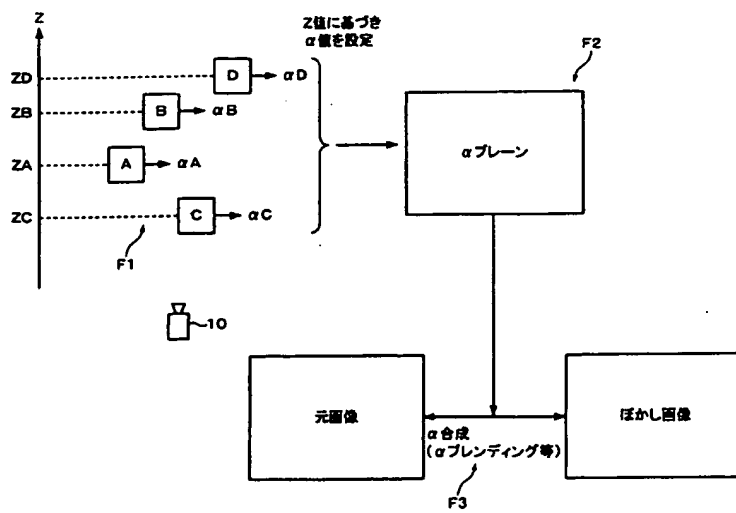 Z
Z値に基づき
α値を設定
F2
ZD
D
αD
ZB
B
αB
αプレーン
ZA
A
αA
ZC
C
αC
F1
10
元画像
ぼかし画像
α合成
(αブレンディング等)
F3